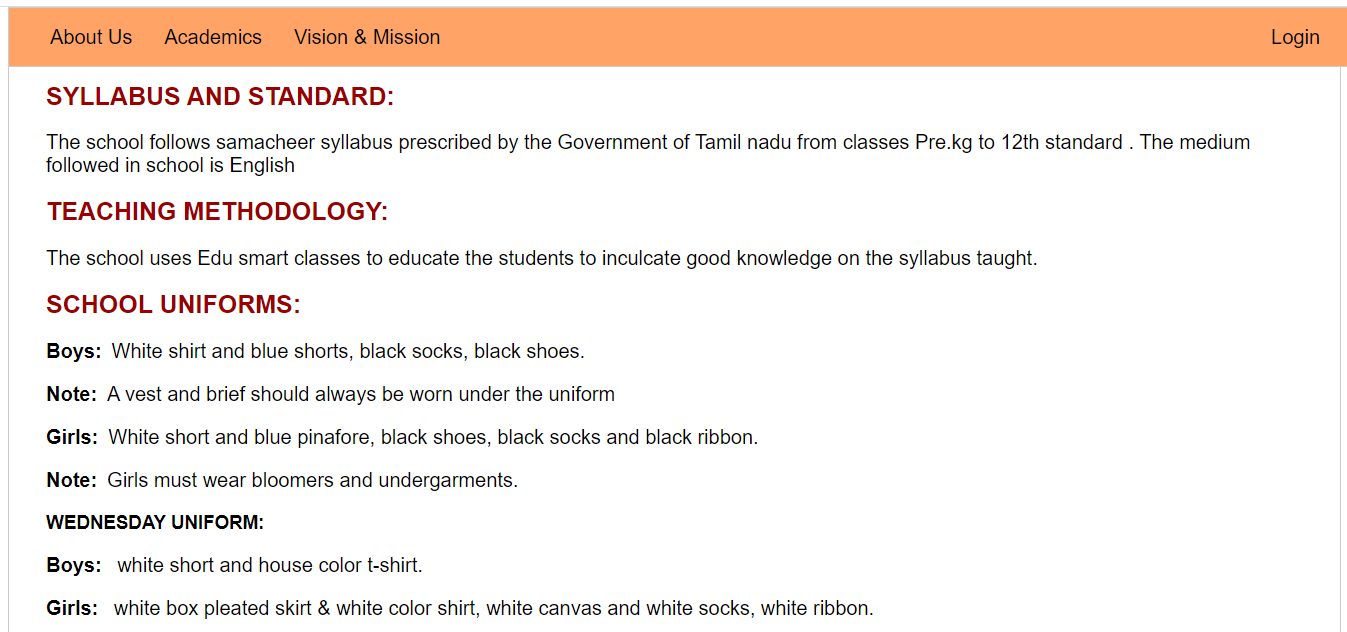 About Us Academics Vision & Mission Login
SYLLABUS AND STANDARD:
The school follows samacheer syllabus prescribed by the Government of Tamil nadu from classes Pre.kg to 12th standard . The medium
followed in school is English
TEACHING METHODOLOGY:
The school uses Edu smart classes to educate the students to inculcate good knowledge on the syllabus taught.
SCHOOL UNIFORMS:
Boys: White shirt and blue shorts, black socks, black shoes.
Note: A vest and brief should always be worn under the uniform
Girls: White short and blue pinafore, black shoes, black socks and black ribbon.
Note: Girls must wear bloomers and undergarments.
WEDNESDAY UNIFORM:
Boys: white short and house color t-shirt.
Girls: white box pleated skirt & white color shirt, white canvas and white socks, white ribbon.